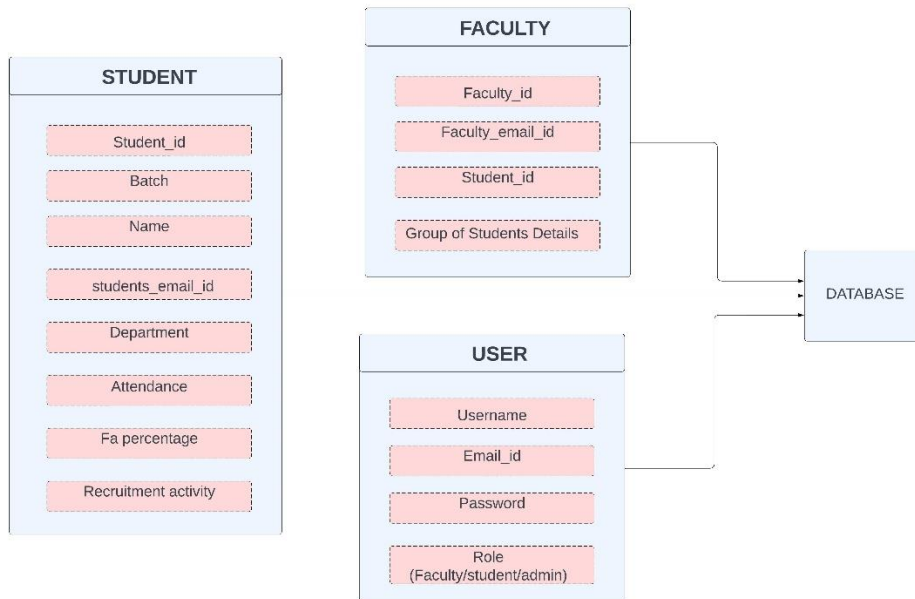 STUDENT
Student_id
Batch
Name
students_email_id
Department
Attendance
Fa percentage
Recruitment activity
FACULTY
Faculty_id
Faculty_email_id
Student_id
Group of Students Details
USER
Username
Email_id
Password
Role
(Faculty/student/admin)
DATABASE